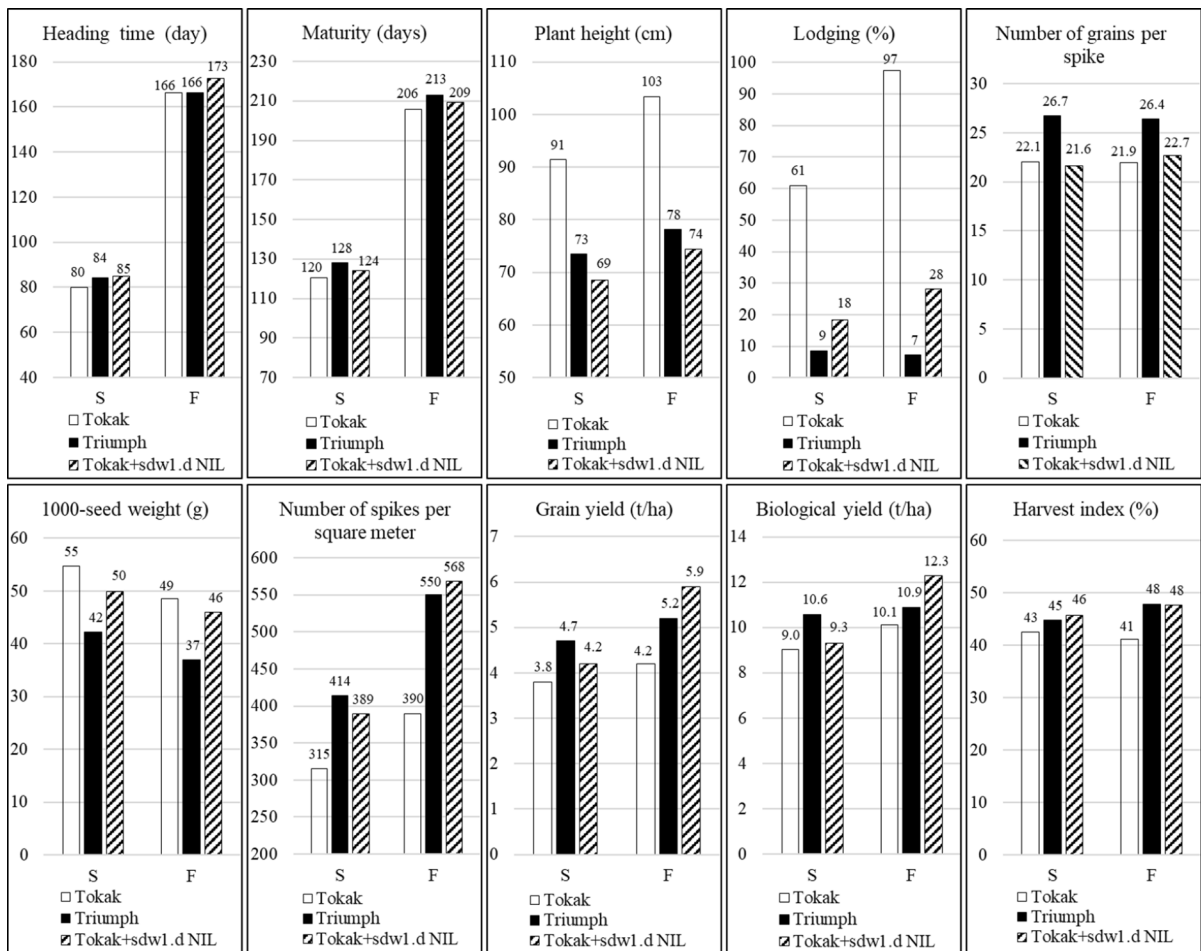 Heading time (day)
180
160
140
120
100
80
60
40
80
84
85
166
166
173
S
F
Tokak
Triumph
Tokak+sdw1.d NIL
Maturity (days)
230
210
190
170
150
130
110
90
70
120
128
124
206
213
209
S
F
Tokak
Triumph
Tokak+sdw1.d NIL
Plant height (cm)
110
100
90
80
70
60
50
91
73
69
103
78
74
S
F
Tokak
Triumph
Tokak+sdw1.d NIL
Lodging (%)
100
90
80
70
60
50
40
30
20
10
0
61
9
18
97
7
28
S
F
Tokak
Triumph
Tokak+sdw1.d NIL
Number of grains per
spike
30
25
20
15
10
5
0
22.1
26.7
21.6
21.9
26.4
22.7
S
F
Tokak
Triumph
Tokak+sdw1.d NIL
1000-seed weight (g)
60
50
40
30
20
10
0
55
42
50
49
37
46
S
F
Tokak
Triumph
Tokak+sdw1.d NIL
Number of spikes per
square meter
600
550
500
450
400
350
300
250
200
315
414
389
390
550
568
S
F
Tokak
Triumph
Tokak+sdw1.d NIL
Grain yield (t/ha)
7
6
5
4
3
2
1
0
3.8
4.7
4.2
4.2
5.2
5.9
S
F
Tokak
Triumph
Tokak+sdw1.d NIL
Biological yield (t/ha)
14
12
10
8
6
4
2
0
9.0
10.6
9.3
10.1
10.9
12.3
S
F
Tokak
Triumph
Tokak+sdw1.d NIL
Harvest index (%)
60
50
40
30
20
10
0
43
45
46
41
48
48
S
F
Tokak
Triumph
Tokak+sdw1.d NIL